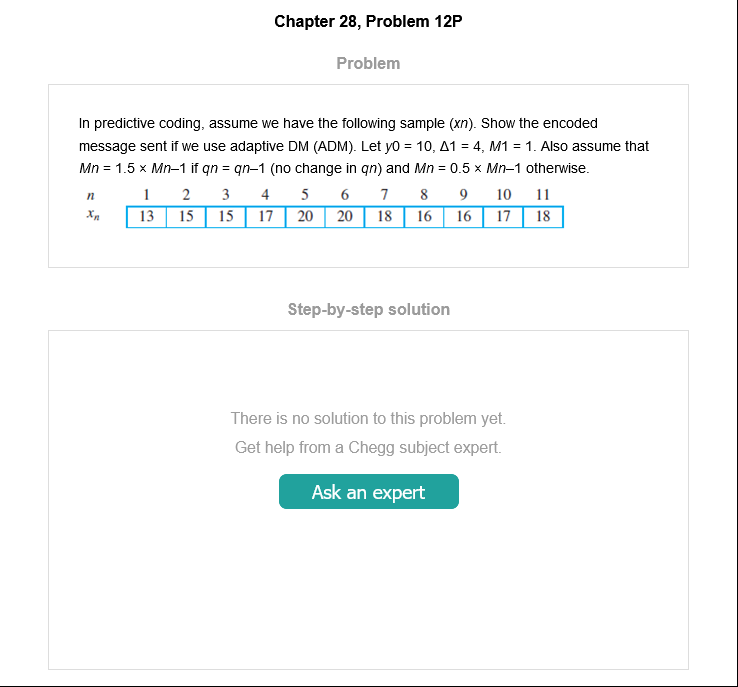 Chapter 28, Problem 12P
Problem
In predictive coding, assume we have the following sample (xn). Show the encoded
message sent if we use adaptive DM (ADM). Let y0 = 10, Δ1 = 4, M1 = 1. Also assume that
Mn = 1.5 × Mn–1 if qn = qn–1 (no change in qn) and Mn = 0.5 × Mn–1 otherwise.
n 1 2 3 4 5 6 7 8 9 10 11
xn 13 15 15 17 20 20 18 16 16 17 18
Step-by-step solution
There is no solution to this problem yet.
Get help from a Chegg subject expert.
Ask an expert